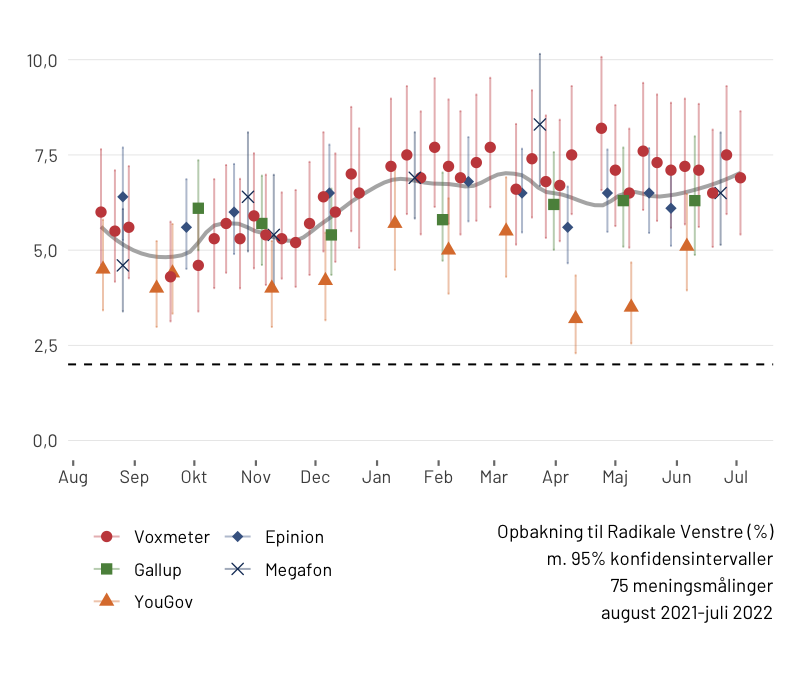 10,0
7,5
5,0
2,5
0,0
Aug Sep Okt Nov Dec Jan Feb Mar Apr Maj Jun Jul
Voxmeter
Gallup
YouGov
Epinion
Megafon
Opbakning til Radikale Venstre (%)
m. 95% konfidensintervaller
75 meningsmålinger
august 2021-juli 2022